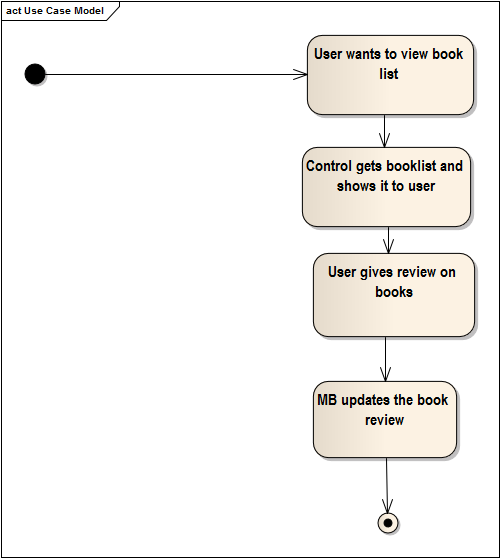 act Use Case Model
User wants to view book
list
Control gets booklist and
shows it to user
User gives review on
books
MB updates the book
review